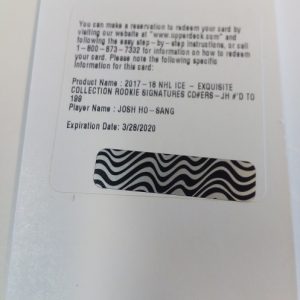 You can make a reservation to redeem your card by
visiting our website at "www.upperdeck.com" and
following the easy step - by - step instructions, or call
1-800-873-7332 for information on how to redeem
your card. Please note the following specific
information for this card:
Product Name : 2017-18 NHL ICE - EXQUISITE
COLLECTION ROOKIE SIGNATURES CD#ERS-JH #'D TO
199
Player Name : JOSH HO-SANG
Expiration Date: 3/28/2020